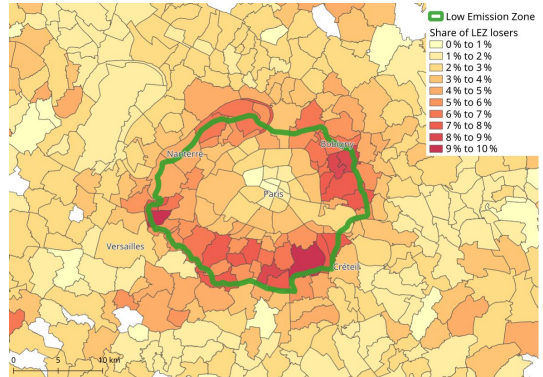 Low Emission Zone
Share of LEZ losers
0 % to 1 %
1 % to 2 %
2 % to 3 %
3 % to 4 %
4 % to 5 %
5 % to 6 %
6 % to 7 %
7 % to 8 %
8 % to 9 %
9 % to 10 %
Bobigny
Nanterre
Paris
Versailles
Créteil
0 5 10 km